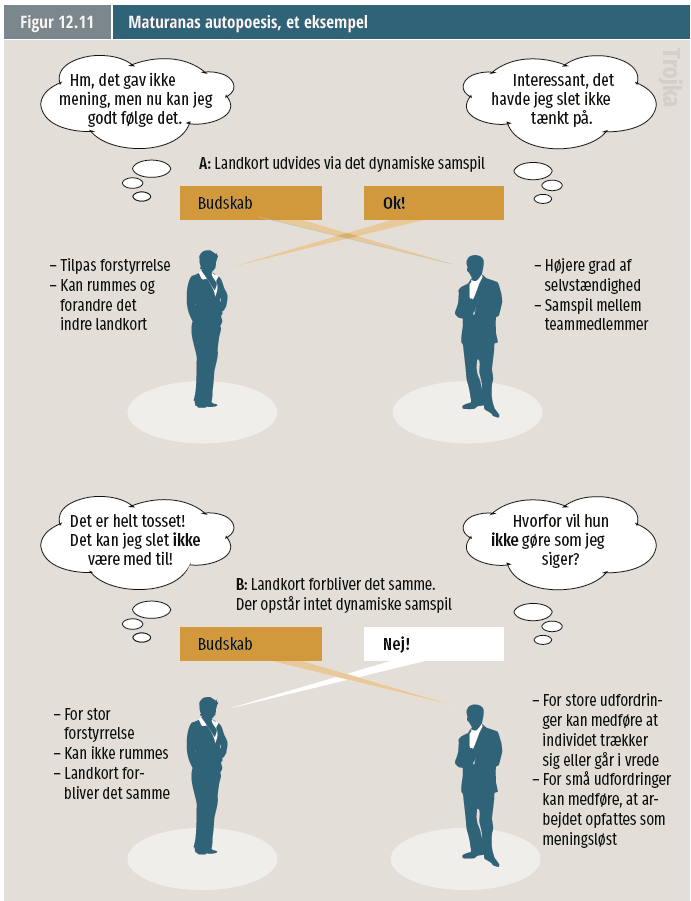 Figur 12.11
Maturanas autopoesis, et eksempel
Trojka
Hm, det gav ikke
mening, men nu kan jeg
godt følge det.
Interessant, det
havde jeg slet ikke
tænkt på.
A: Landkort udvides via det dynamiske samspil
Budskab
Ok!
– Tilpas forstyrrelse
– Kan rummes og
forandre det
indre landkort
– Højere grad af
selvstændighed
– Samspil mellem
teammedlemmer
Det er helt tosset!
Det kan jeg slet ikke
være med til!
Hvorfor vil hun
ikke gøre som jeg
siger?
B: Landkort forbliver det samme.
Der opstår intet dynamiske samspil
Budskab
Nej!
– For stor
forstyrrelse
– Kan ikke rummes
– Landkort for-
bliver det samme
– For store udfordrin-
ger kan medføre at
individet trækker
sig eller går i vrede
– For små udfordringer
kan medføre, at ar-
bejdet opfattes som
meningsløst